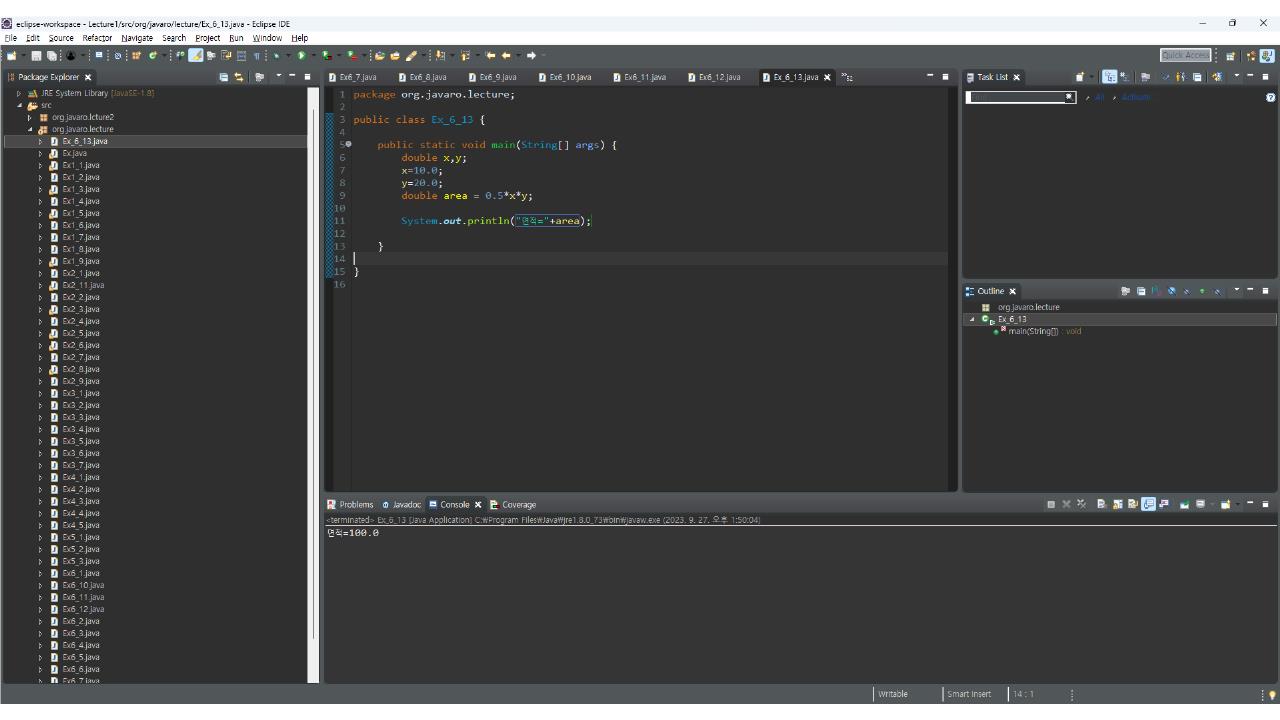 eclipse-workspace - Lecture1/src/org/javaro/lecture/Ex_6_13.java - Eclipse IDE
File Edit Source Refactor Navigate Search Project Run Window Help
Quick Access
Package Explorer
JRE System Library [JavaSE-1.8]
src
org.javaro.lcture2
org.javaro.lecture
Ex_6_13.java
Ex.java
Ex1_1.java
Ex1_2.java
Ex1_3.java
Ex1_4.java
Ex1_5.java
Ex1_6.java
Ex1_7.java
Ex1_8.java
Ex1_9.java
Ex2_1.java
Ex2_11.java
Ex2_2.java
Ex2_3.java
Ex2_4.java
Ex2_5.java
Ex2_6.java
Ex2_7.java
Ex2_8.java
Ex2_9.java
Ex3_1.java
Ex3_2.java
Ex3_3.java
Ex3_4.java
Ex3_5.java
Ex3_6.java
Ex3_7.java
Ex4_1.java
Ex4_2.java
Ex4_3.java
Ex4_4.java
Ex4_5.java
Ex5_1.java
Ex5_2.java
Ex5_3.java
Ex6_1.java
Ex6_10.java
Ex6_11.java
Ex6_12.java
Ex6_2.java
Ex6_3.java
Ex6_4.java
Ex6_5.java
Ex6_6.java
Ex6_7.java
Ex6_7.java Ex6_8.java Ex6_9.java Ex6_10.java Ex6_11.java Ex6_12.java Ex_6_13.java
1 package org.javaro.lecture;
2
3 public class Ex_6_13 {
4
5 public static void main(String[] args) {
6 double x,y;
7 x=10.0;
8 y=20.0;
9 double area = 0.5*x*y;
10
11 System.out.println("면적="+area);
12
13 }
14
15 }
16
Task List
Find All Activate...
Outline
org.javaro.lecture
Ex_6_13
main(String[]) : void
Problems Javadoc Console Coverage
<terminated> Ex_6_13 [Java Application] C:₩Program Files₩Java₩jre1.8.0_73₩bin₩javaw.exe (2023. 9. 27. 오후 1:50:04)
면적=100.0
Writable Smart Insert 14 : 1